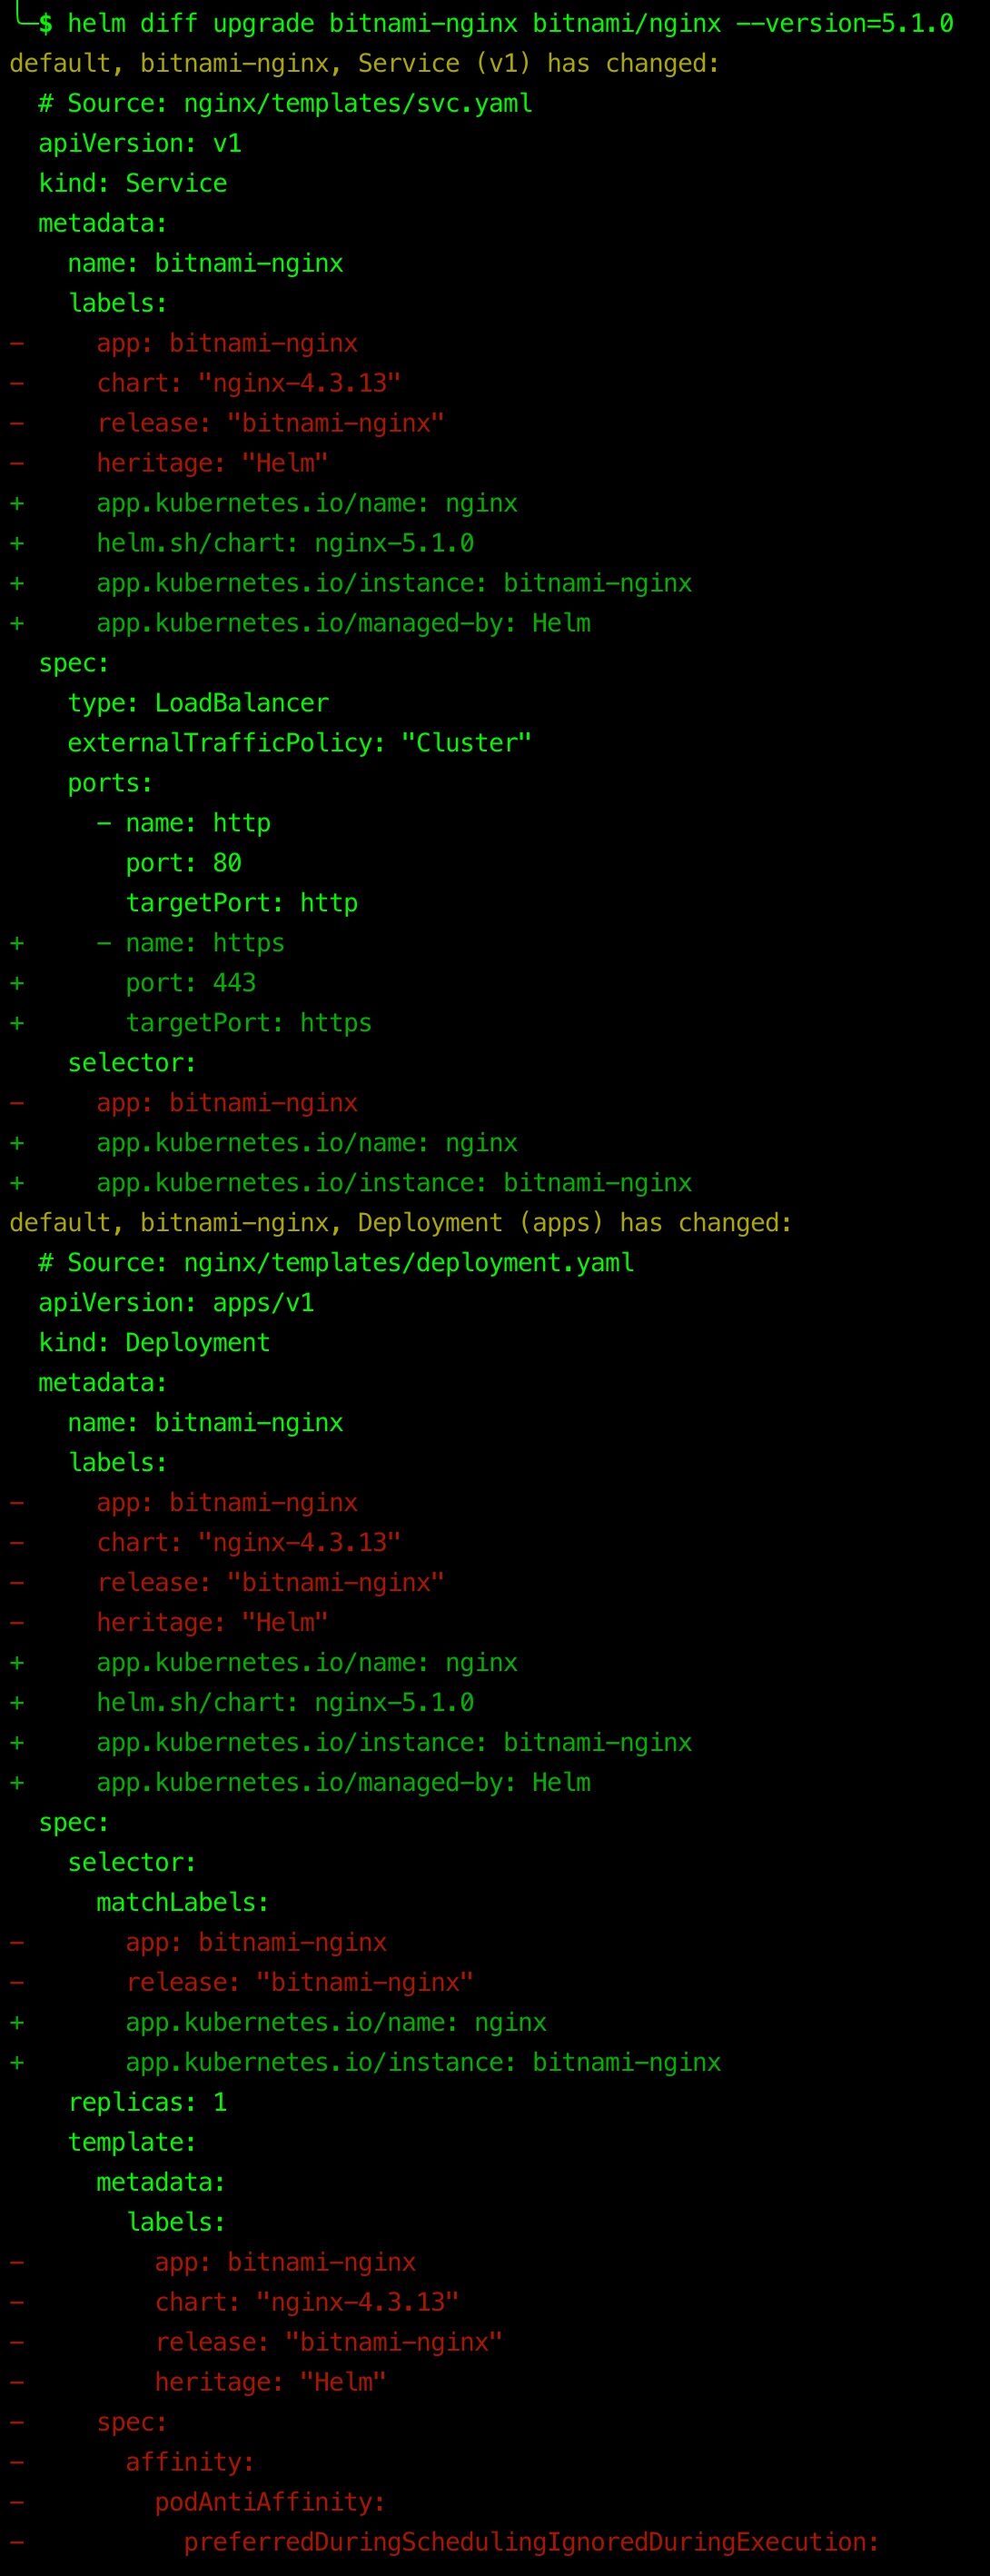 ╰─$ helm diff upgrade bitnami-nginx bitnami/nginx --version=5.1.0
default, bitnami-nginx, Service (v1) has changed:
  # Source: nginx/templates/svc.yaml
  apiVersion: v1
  kind: Service
  metadata:
    name: bitnami-nginx
    labels:
-     app: bitnami-nginx
-     chart: "nginx-4.3.13"
-     release: "bitnami-nginx"
-     heritage: "Helm"
+     app.kubernetes.io/name: nginx
+     helm.sh/chart: nginx-5.1.0
+     app.kubernetes.io/instance: bitnami-nginx
+     app.kubernetes.io/managed-by: Helm
  spec:
    type: LoadBalancer
    externalTrafficPolicy: "Cluster"
    ports:
      - name: http
        port: 80
        targetPort: http
+     - name: https
+       port: 443
+       targetPort: https
    selector:
-     app: bitnami-nginx
+     app.kubernetes.io/name: nginx
+     app.kubernetes.io/instance: bitnami-nginx
default, bitnami-nginx, Deployment (apps) has changed:
  # Source: nginx/templates/deployment.yaml
  apiVersion: apps/v1
  kind: Deployment
  metadata:
    name: bitnami-nginx
    labels:
-     app: bitnami-nginx
-     chart: "nginx-4.3.13"
-     release: "bitnami-nginx"
-     heritage: "Helm"
+     app.kubernetes.io/name: nginx
+     helm.sh/chart: nginx-5.1.0
+     app.kubernetes.io/instance: bitnami-nginx
+     app.kubernetes.io/managed-by: Helm
  spec:
    selector:
      matchLabels:
-       app: bitnami-nginx
-       release: "bitnami-nginx"
+       app.kubernetes.io/name: nginx
+       app.kubernetes.io/instance: bitnami-nginx
    replicas: 1
    template:
      metadata:
        labels:
-         app: bitnami-nginx
-         chart: "nginx-4.3.13"
-         release: "bitnami-nginx"
-         heritage: "Helm"
-     spec:
-       affinity:
-         podAntiAffinity:
-           preferredDuringSchedulingIgnoredDuringExecution: